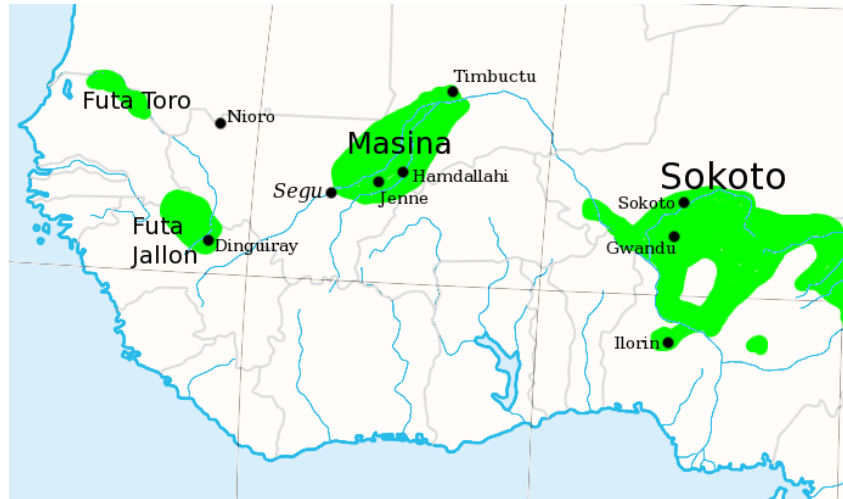 Timbuctu
Futa Toro
Nioro
Masina
Hamdallahi
Segu
Jenne
Sokoto
Sokoto
Futa
Jallon
Dinguiray
Gwandu
Ilorin